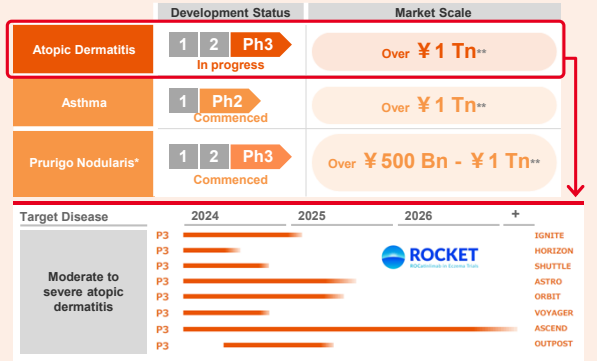 Development Status Market Scale
Atopic Dermatitis 1 2 Ph3 Over ¥ 1 Tn**
In progress
Asthma 1 Ph2 Over ¥ 1 Tn**
Commenced
Prurigo Nodularis* 1 2 Ph3 Over ¥ 500 Bn - ¥ 1 Tn**
Commenced
Target Disease 2024 2025 2026 +
Moderate to
severe atopic
dermatitis
P3 IGNITE
P3 HORIZON
P3 SHUTTLE
P3 ASTRO
P3 ORBIT
P3 VOYAGER
P3 ASCEND
P3 OUTPOST
ROCKET